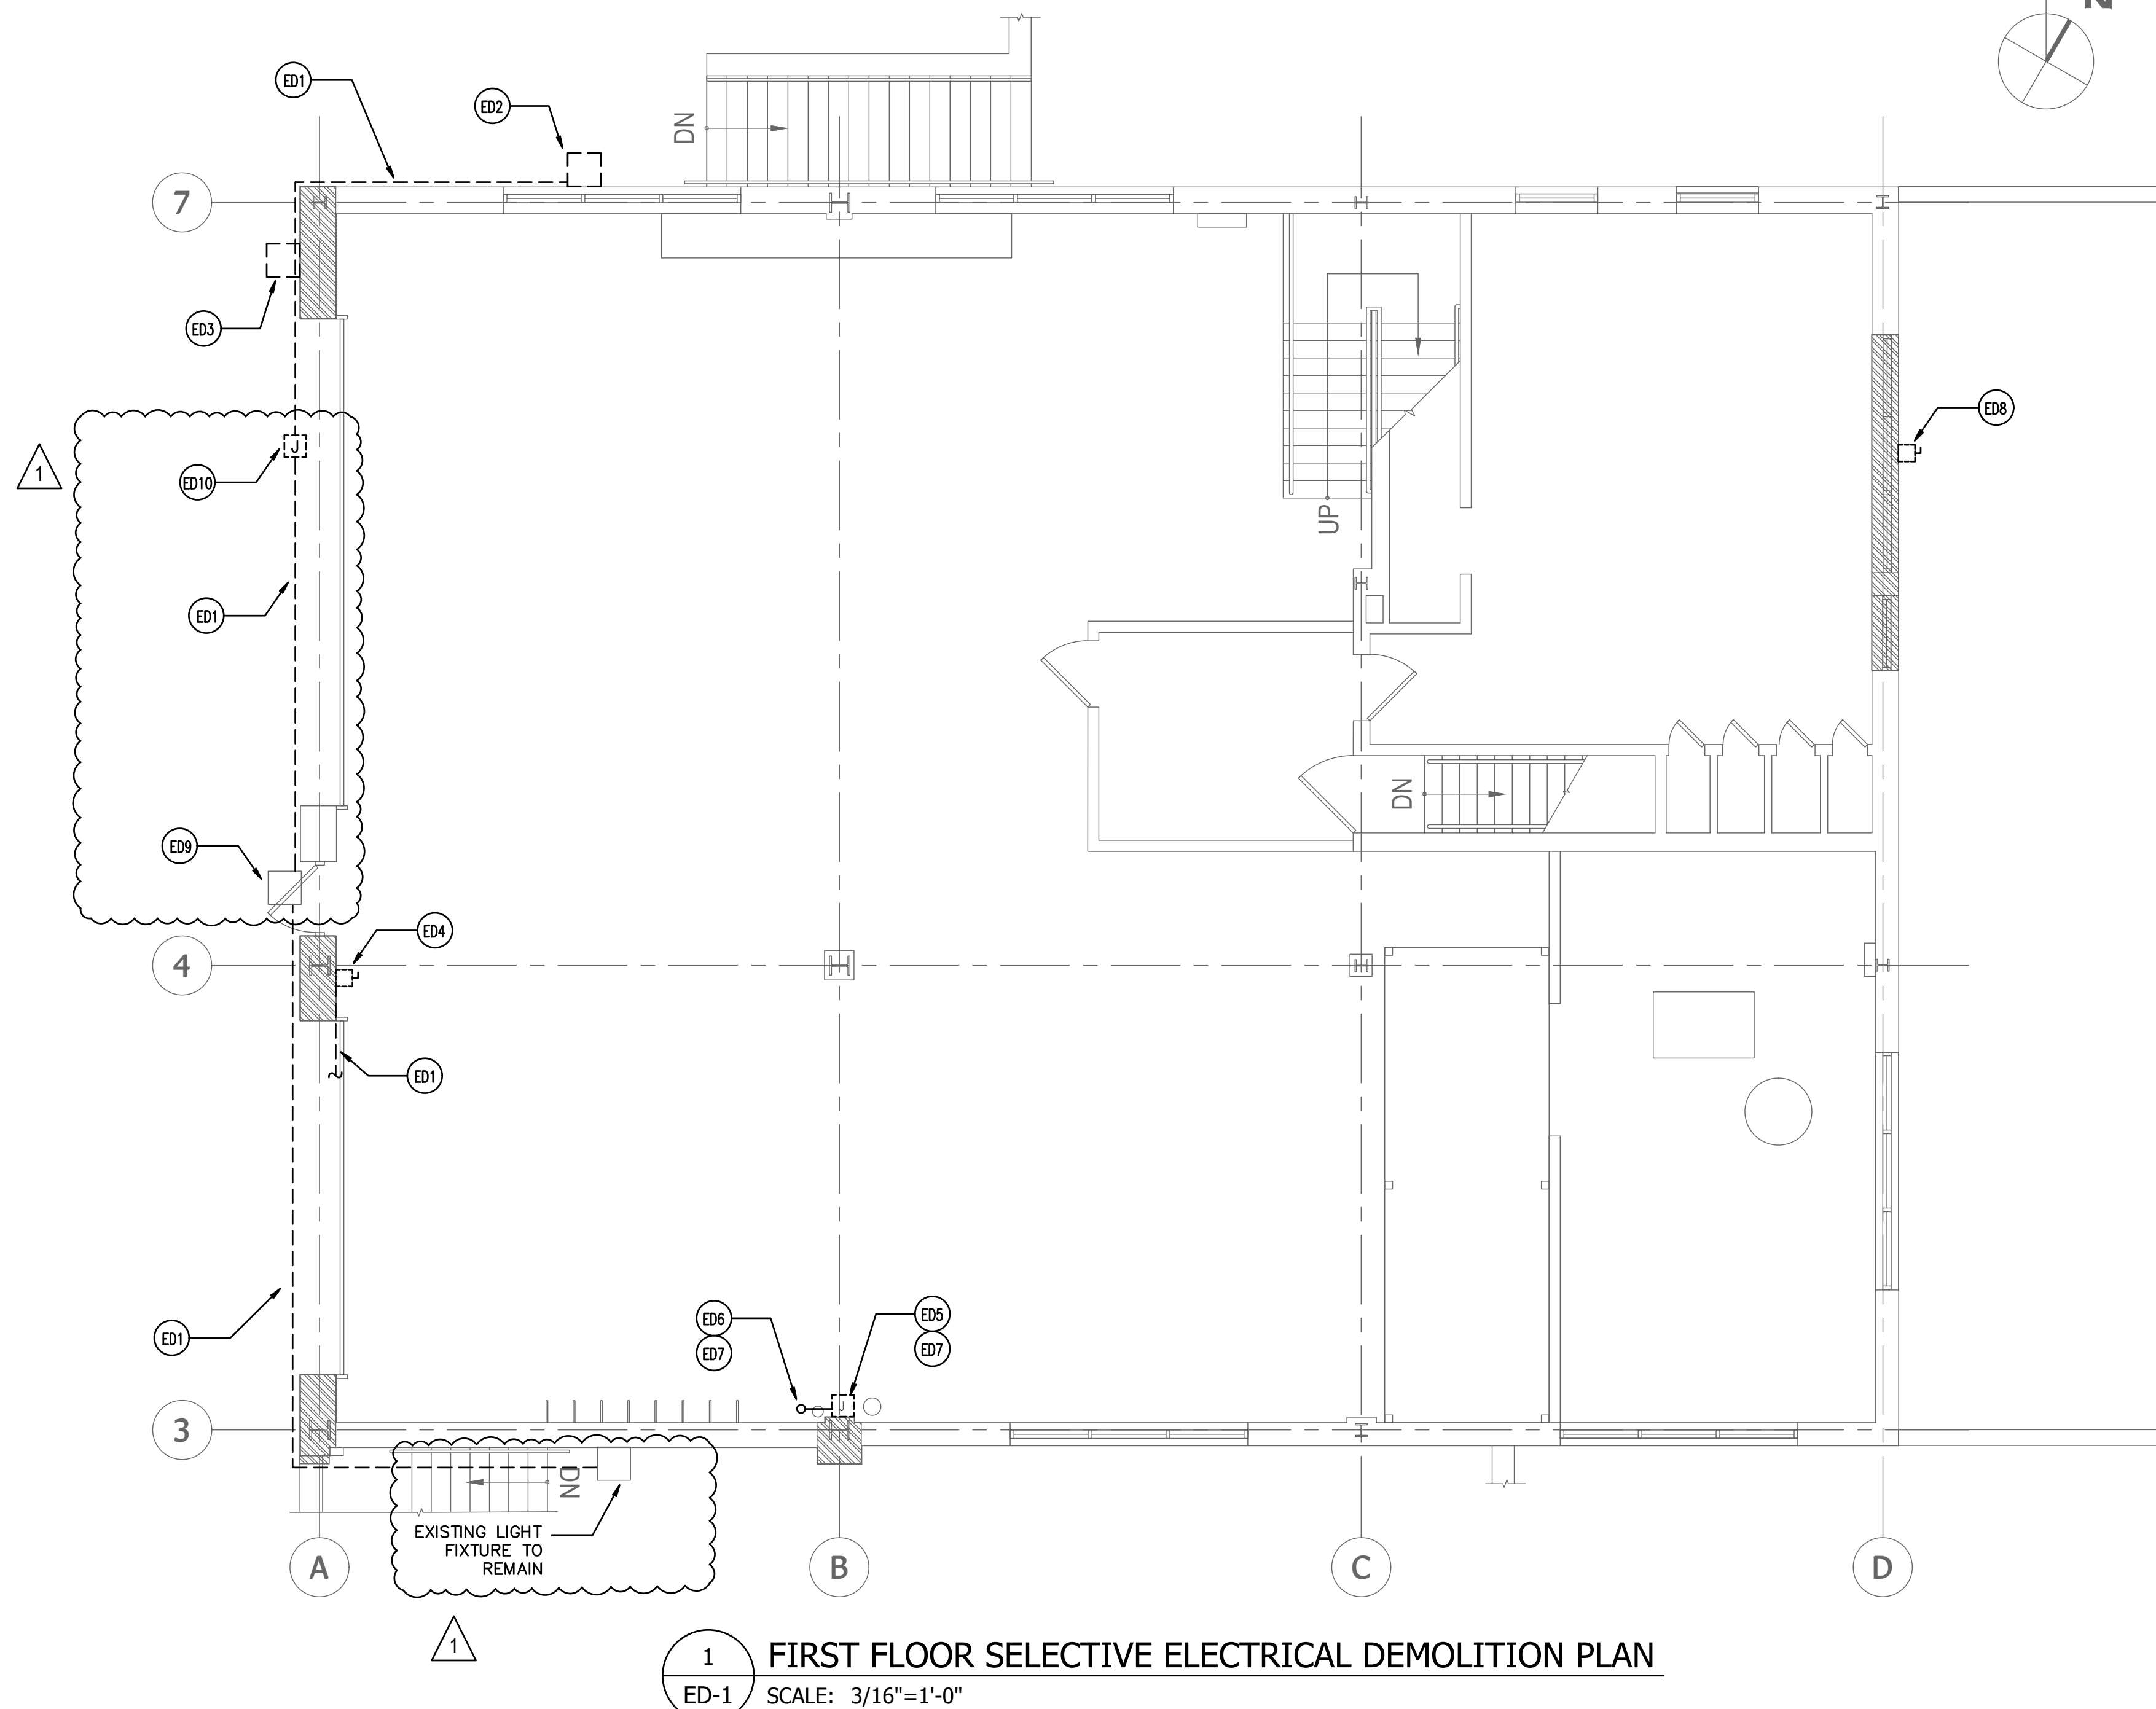 N
ED1
ED2
DN
7
ED3
ED8
1
J
ED10
UP
ED1
DN
ED9
ED4
4
ED1
ED6
ED5
ED7
ED7
ED1
J
3
DN
EXISTING LIGHT
FIXTURE TO
REMAIN
A
B
C
D
1
1
FIRST FLOOR SELECTIVE ELECTRICAL DEMOLITION PLAN
ED-1
SCALE: 3/16"=1'-0"